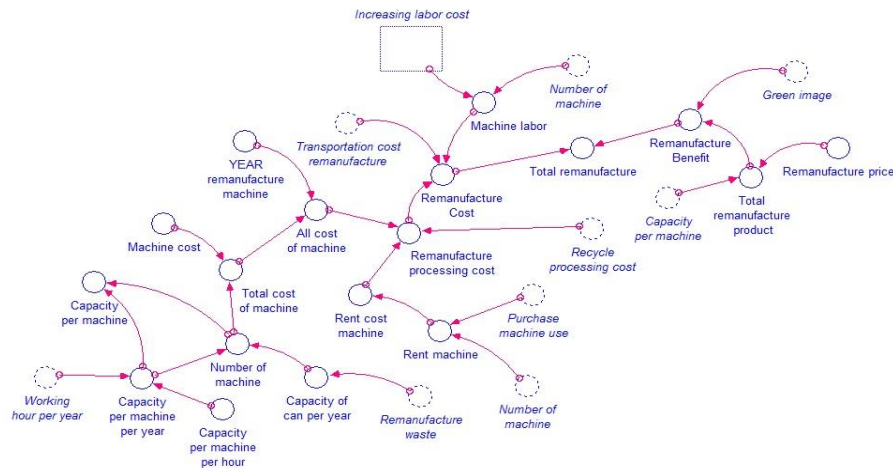 Increasing labor cost
Number of
machine
Green image
Machine labor
Transportation cost
remanufacture
YEAR
remanufacture
machine
Remanufacture
Benefit
Total remanufacture
Remanufacture price
Remanufacture
Cost
Total
remanufacture
product
Capacity
per machine
All cost
of machine
Machine cost
Remanufacture
processing cost
Recycle
processing cost
Total cost
of machine
Capacity
per machine
Rent cost
machine
Purchase
machine use
Rent machine
Number of
machine
Working
hour per year
Capacity
per machine
per year
Capacity of
can per year
Remanufacture
waste
Number of
machine
Capacity
per machine
per hour